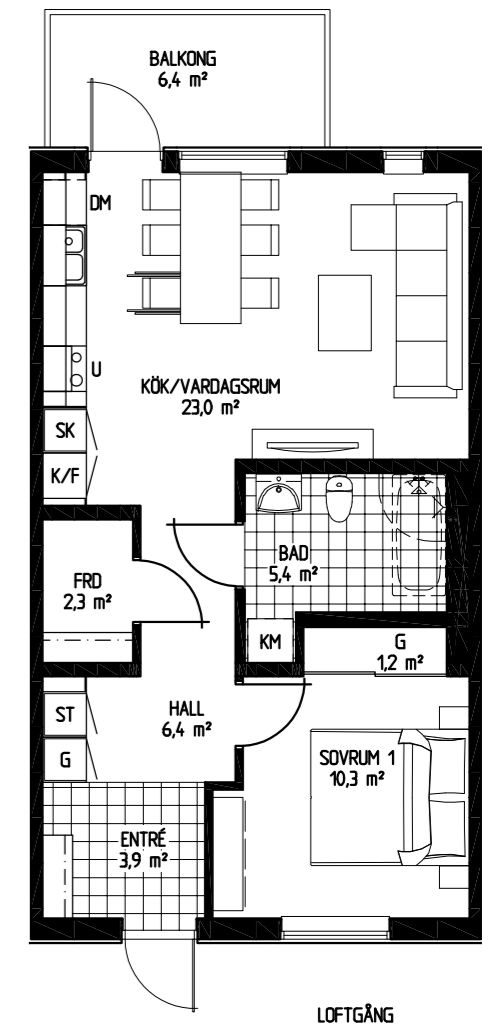 BALKONG
6,4 m²
DM
U
KÖK/VARDAGSRUM
23,0 m²
SK
K/F
BAD
5,4 m²
FRD
2,3 m²
KM
G
1,2 m²
ST
HALL
6,4 m²
G
SOVRUM 1
10,3 m²
ENTRÉ
3,9 m²
LOFTGÅNG